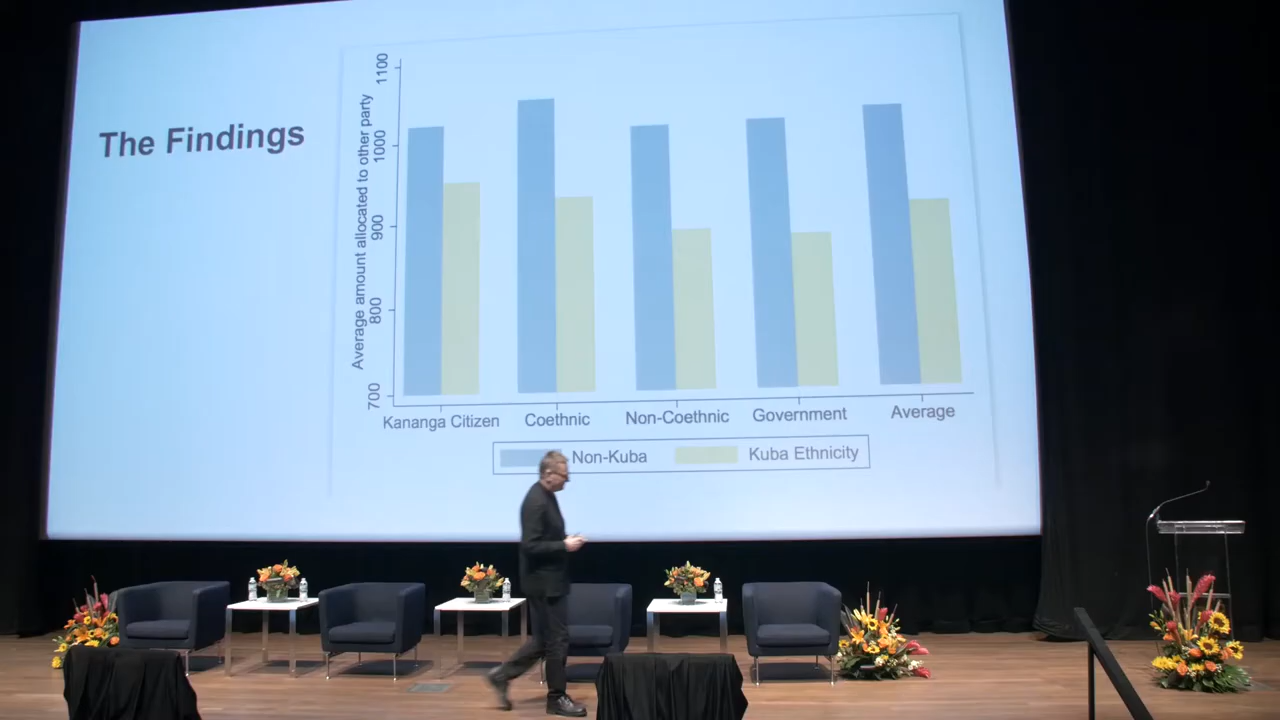 The Findings
Average amount allocated to other party
1100
1000
900
800
700
Kananga Citizen
Coethnic
Non-Coethnic
Government
Average
Non-Kuba
Kuba Ethnicity